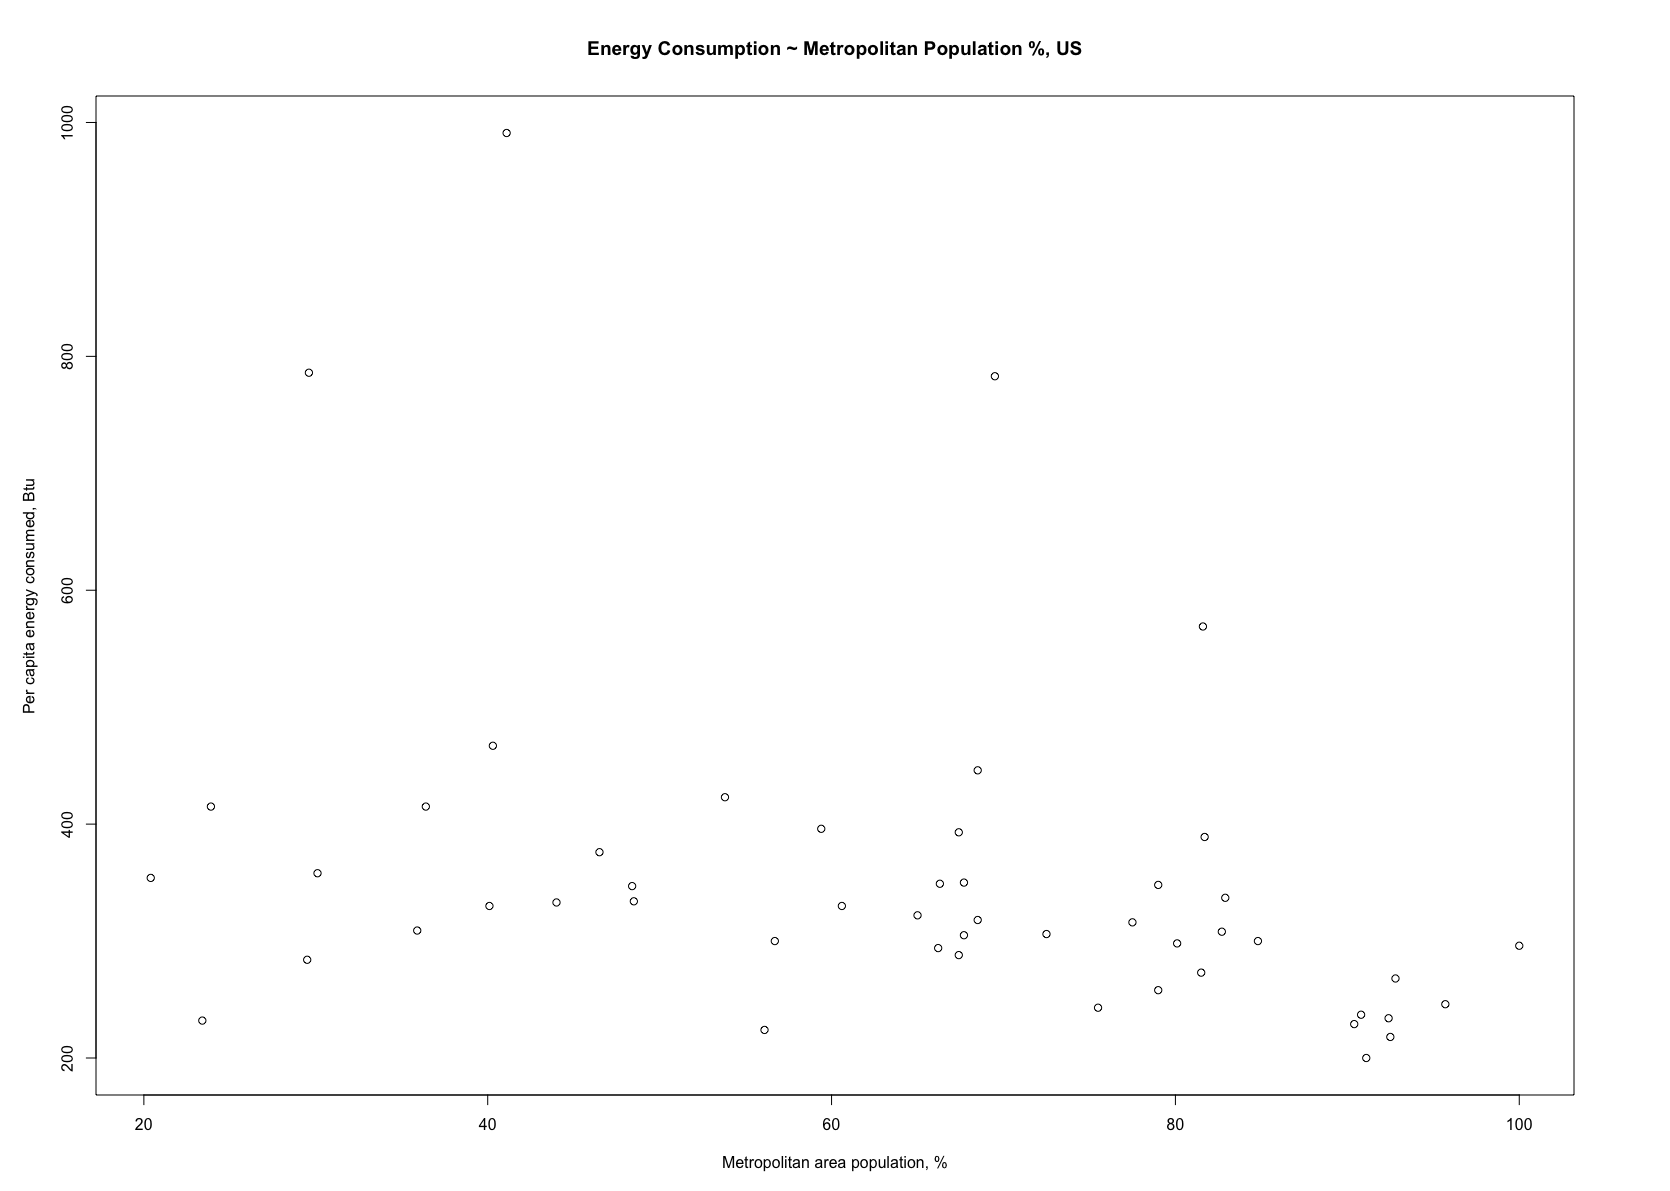 Energy Consumption ~ Metropolitan Population %, US
1000
800
600
400
200
Per capita energy consumed, Btu
20 40 60 80 100
Metropolitan area population, %